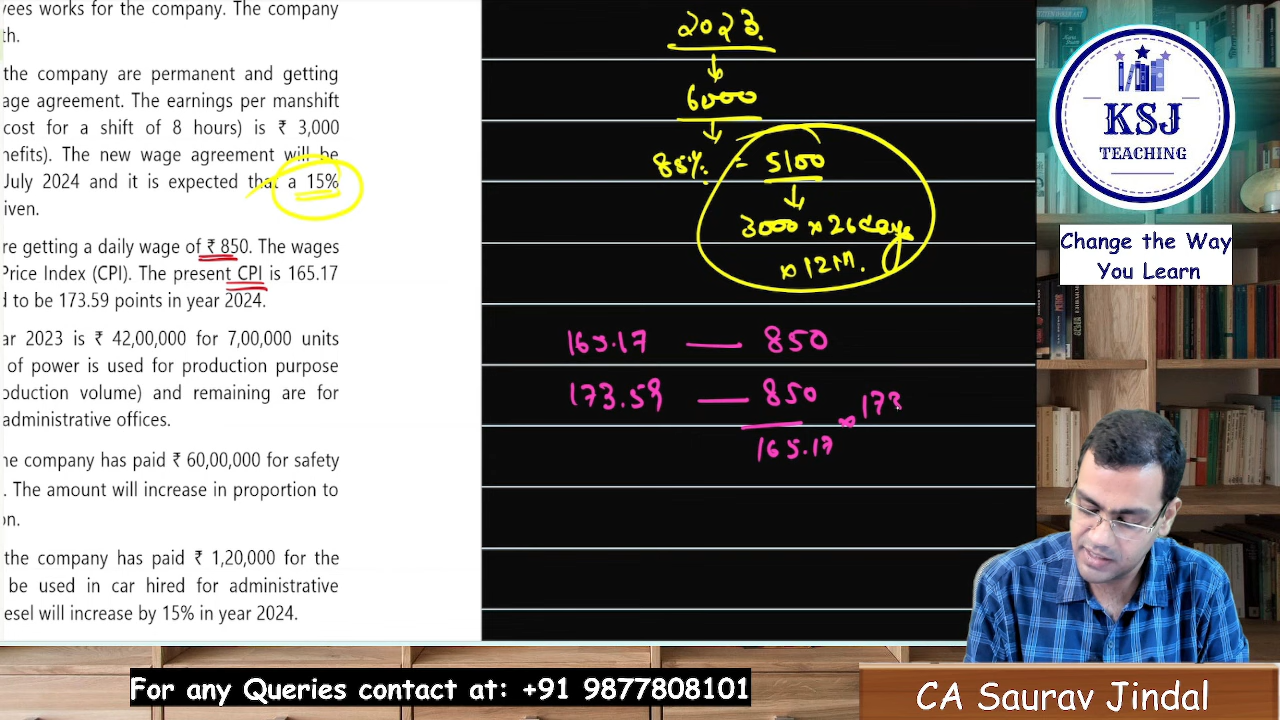 yees works for the company. The company
th.
the company are permanent and getting
age agreement. The earnings per manshift
cost for a shift of 8 hours) is ₹ 3,000
nefits). The new wage agreement will be
July 2024 and it is expected that a 15%
iven.
re getting a daily wage of ₹ 850. The wages
Price Index (CPI). The present CPI is 165.17
d to be 173.59 points in year 2024.
ar 2023 is ₹ 42,00,000 for 7,00,000 units
of power is used for production purpose
oduction volume) and remaining are for
administrative offices.
ne company has paid ₹ 60,00,000 for safety
. The amount will increase in proportion to
on.
the company has paid ₹ 1,20,000 for the
be used in car hired for administrative
esel will increase by 15% in year 2024.
2023.
6000
85% = 5100
3000 × 26 days
× 12 M.
165.17 — 850
173.59 — 850 × 173
165.17
KSJ
TEACHING
Change the Way
You Learn
For any Queries contact at: +91 9877808101
CA Saurav Jindal